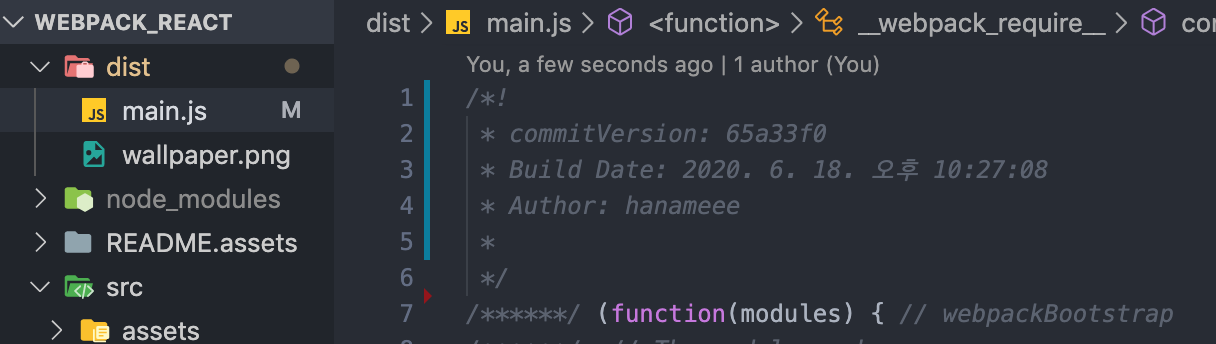 WEBPACK_REACT
dist
JS main.js M
wallpaper.png
node_modules
README.assets
src
assets
dist > JS main.js > <function> > __webpack_require__ >
You, a few seconds ago | 1 author (You)
1 /*!
2 * commitVersion: 65a33f0
3 * Build Date: 2020. 6. 18. 오후 10:27:08
4 * Author: hanameee
5 *
6 */
7 /******/ (function(modules) { // webpackBootstrap